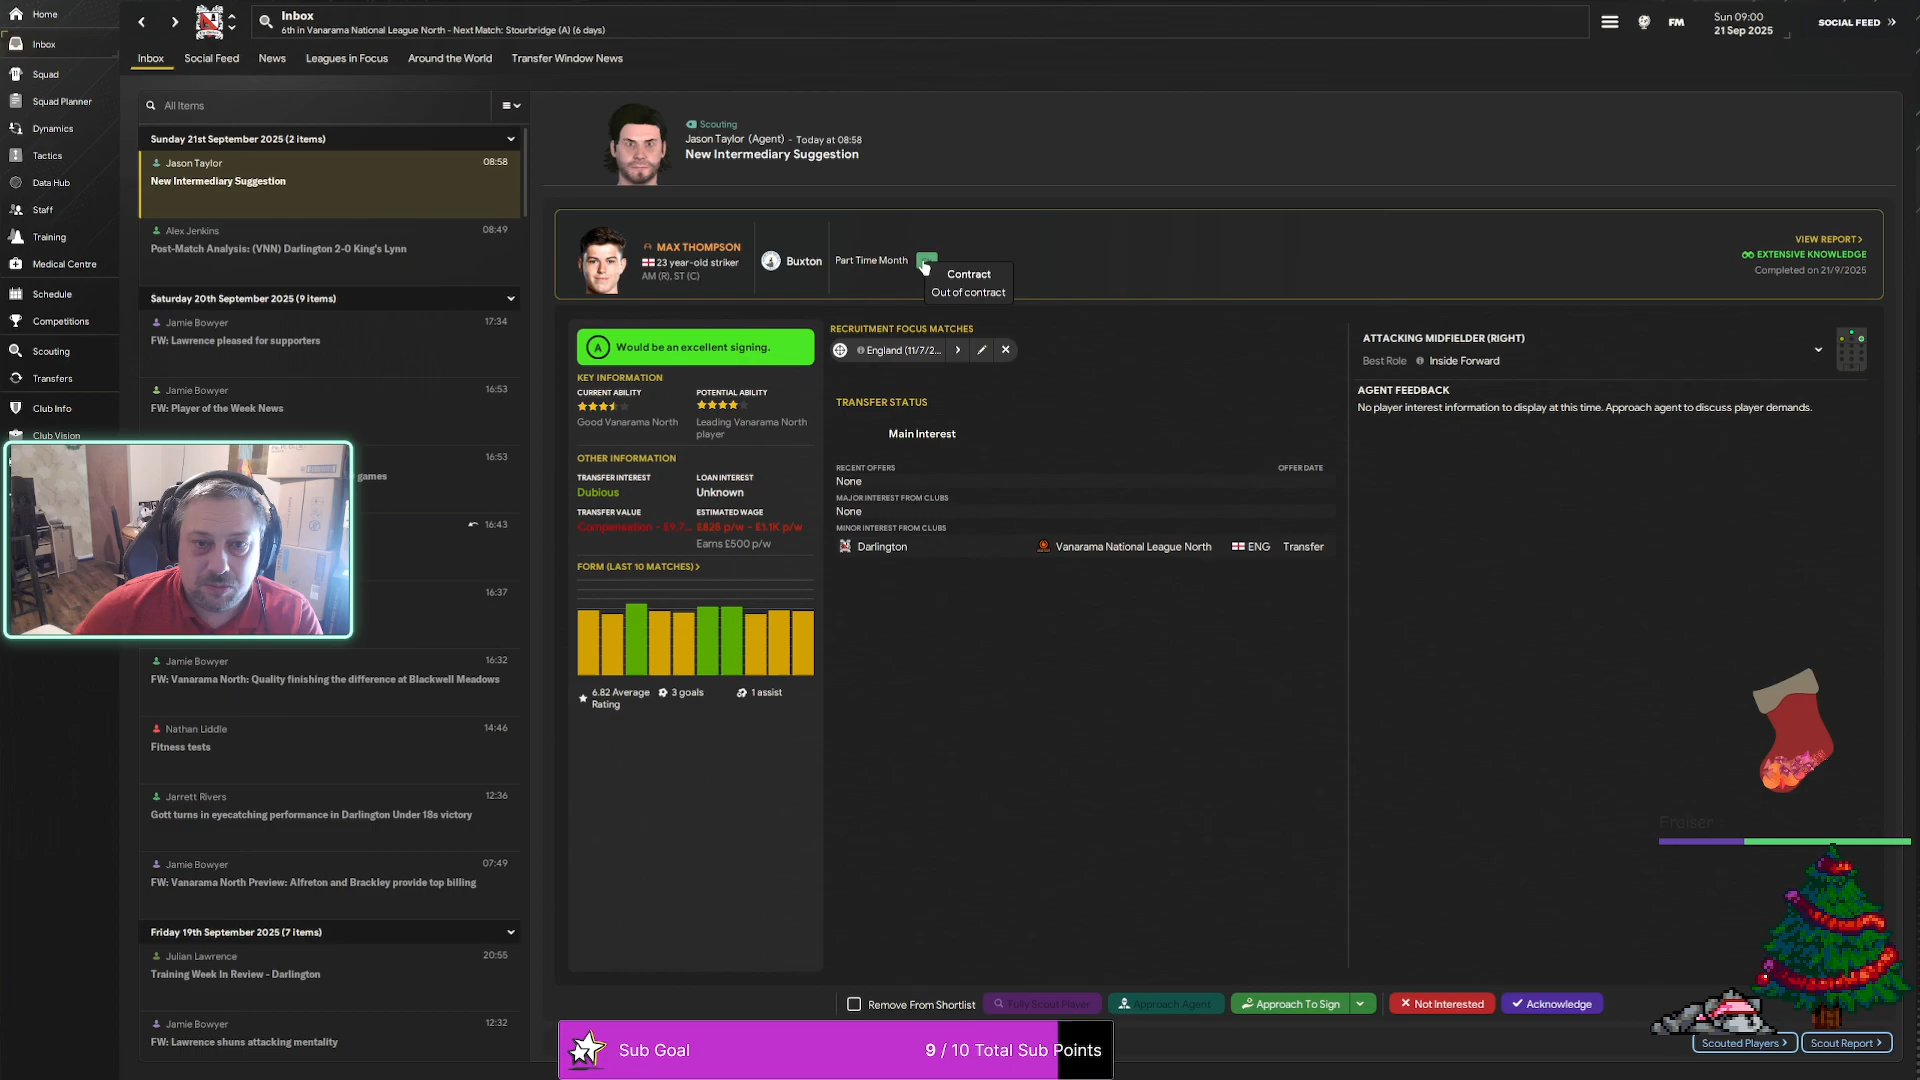 Home
Inbox
Squad
Squad Planner
Dynamics
Tactics
Data Hub
Staff
Training
Medical Centre
Schedule
Competitions
Scouting
Transfers
Club Info
Club Vision
Inbox
6th in Vanarama National League North - Next Match: Stourbridge (A) (6 days)
FM
Sun 09:00
21 Sep 2025
SOCIAL FEED
Inbox
Social Feed
News
Leagues in Focus
Around the World
Transfer Window News
All Items
Sunday 21st September 2025 (2 items)
Jason Taylor 08:58
New Intermediary Suggestion
Alex Jenkins 08:49
Post-Match Analysis: (VNN) Darlington 2-0 King's Lynn
Saturday 20th September 2025 (9 items)
Jamie Bowyer 17:34
FW: Lawrence pleased for supporters
Jamie Bowyer 16:53
FW: Player of the Week News
16:53
games
16:43
16:37
Jamie Bowyer 16:32
FW: Vanarama North: Quality finishing the difference at Blackwell Meadows
Nathan Liddle 14:46
Fitness tests
Jarrett Rivers 12:36
Gott turns in eyecatching performance in Darlington Under 18s victory
Jamie Bowyer 07:49
FW: Vanarama North Preview: Alfreton and Brackley provide top billing
Friday 19th September 2025 (7 items)
Julian Lawrence 20:55
Training Week In Review - Darlington
Jamie Bowyer 12:32
FW: Lawrence shuns attacking mentality
Scouting
Jason Taylor (Agent) - Today at 08:58
New Intermediary Suggestion
MAX THOMPSON
23 year-old striker
AM (R), ST (C)
Buxton
Part Time Month
Contract
Out of contract
VIEW REPORT >
EXTENSIVE KNOWLEDGE
Completed on 21/9/2025
A Would be an excellent signing.
KEY INFORMATION
CURRENT ABILITY
Good Vanarama North
POTENTIAL ABILITY
Leading Vanarama North
player
OTHER INFORMATION
TRANSFER INTEREST
Dubious
LOAN INTEREST
Unknown
TRANSFER VALUE
Compensation - £9.7...
ESTIMATED WAGE
£825 p/w - £1.1K p/w
Earns £500 p/w
FORM (LAST 10 MATCHES) >
6.82 Average
Rating
3 goals
1 assist
RECRUITMENT FOCUS MATCHES
England (11/7/2...
TRANSFER STATUS
Main Interest
RECENT OFFERS OFFER DATE
None
MAJOR INTEREST FROM CLUBS
None
MINOR INTEREST FROM CLUBS
Darlington Vanarama National League North ENG Transfer
ATTACKING MIDFIELDER (RIGHT)
Best Role Inside Forward
AGENT FEEDBACK
No player interest information to display at this time. Approach agent to discuss player demands.
Fraiser
Remove From Shortlist
Fully Scout Player
Approach Agent
Approach To Sign
Not Interested
Acknowledge
Sub Goal 9 / 10 Total Sub Points
Scouted Players >
Scout Report >